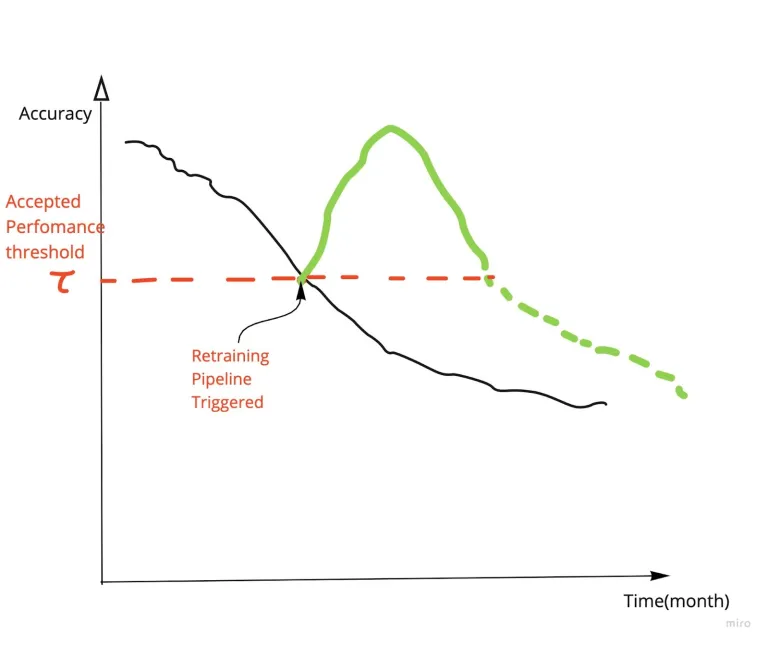 Accuracy
Accepted
Perfomance
threshold
τ
Retraining
Pipeline
Triggered
Time(month)
miro